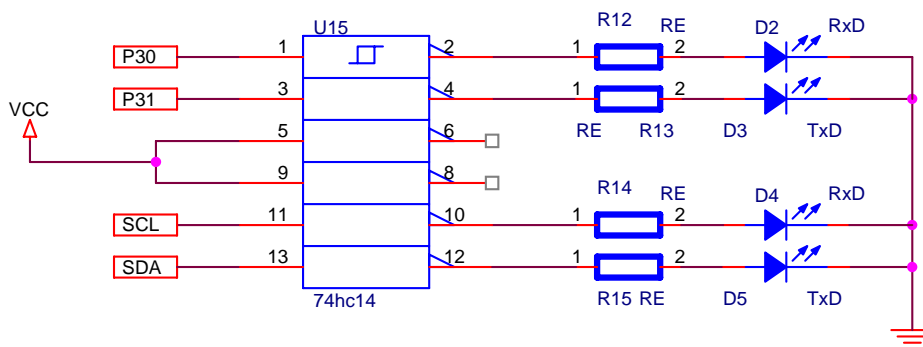 U15
R12 RE D2 RxD
P30 1 2 1 2
P31 3 4 1 2
VCC 5 6 RE R13 D3 TxD
9 8 R14 RE D4 RxD
SCL 11 10 1 2
SDA 13 12 1 2
74hc14 R15 RE D5 TxD